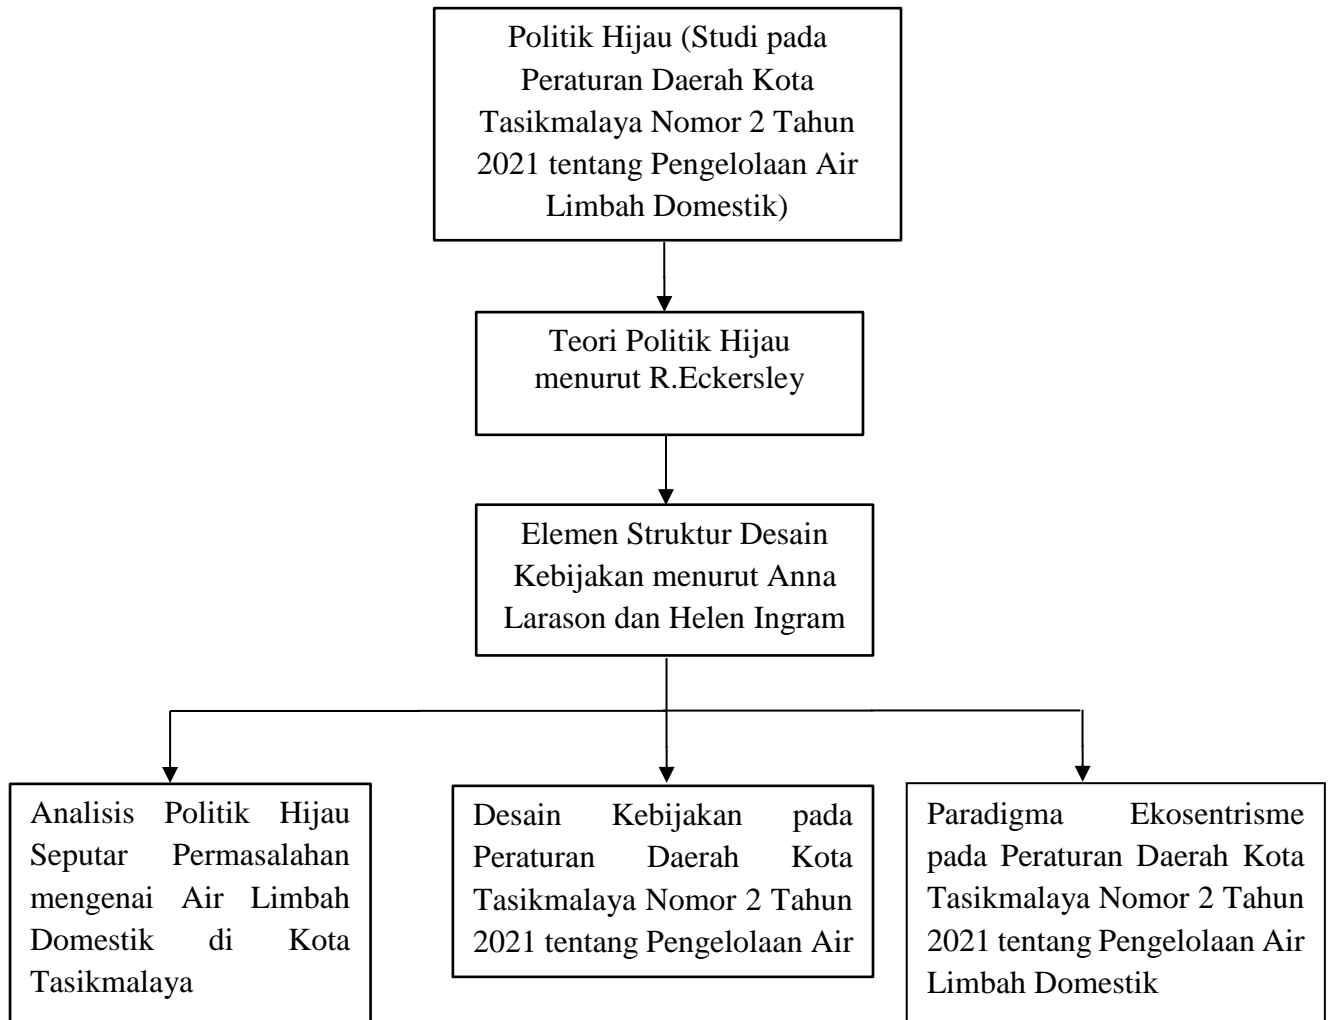 Politik Hijau (Studi pada
Peraturan Daerah Kota
Tasikmalaya Nomor 2 Tahun
2021 tentang Pengelolaan Air
Limbah Domestik)
Teori Politik Hijau
menurut R.Eckersley
Elemen Struktur Desain
Kebijakan menurut Anna
Larason dan Helen Ingram
Analisis Politik Hijau
Seputar Permasalahan
mengenai Air Limbah
Domestik di Kota
Tasikmalaya
Desain Kebijakan pada
Peraturan Daerah Kota
Tasikmalaya Nomor 2 Tahun
2021 tentang Pengelolaan Air
Paradigma Ekosentrisme
pada Peraturan Daerah Kota
Tasikmalaya Nomor 2 Tahun
2021 tentang Pengelolaan Air
Limbah Domestik